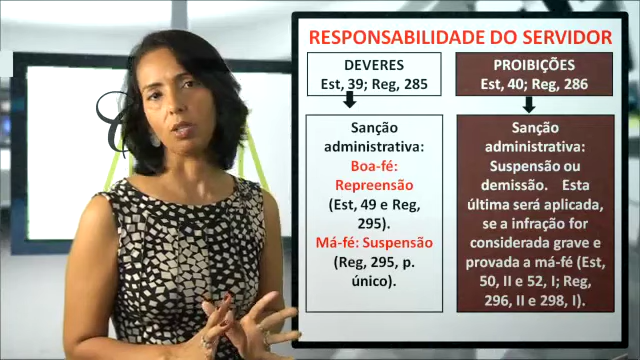 RESPONSABILIDADE DO SERVIDOR
DEVERES
Est, 39; Reg, 285
PROIBIÇÕES
Est, 40; Reg, 286
Sanção
administrativa:
Boa-fé:
Repreensão
(Est, 49 e Reg,
295).
Má-fé: Suspensão
(Reg, 295, p.
único).
Sanção
administrativa:
Suspensão ou
demissão. Esta
última será aplicada,
se a infração for
considerada grave e
provada a má-fé (Est,
50, II e 52, I; Reg,
296, II e 298, I).